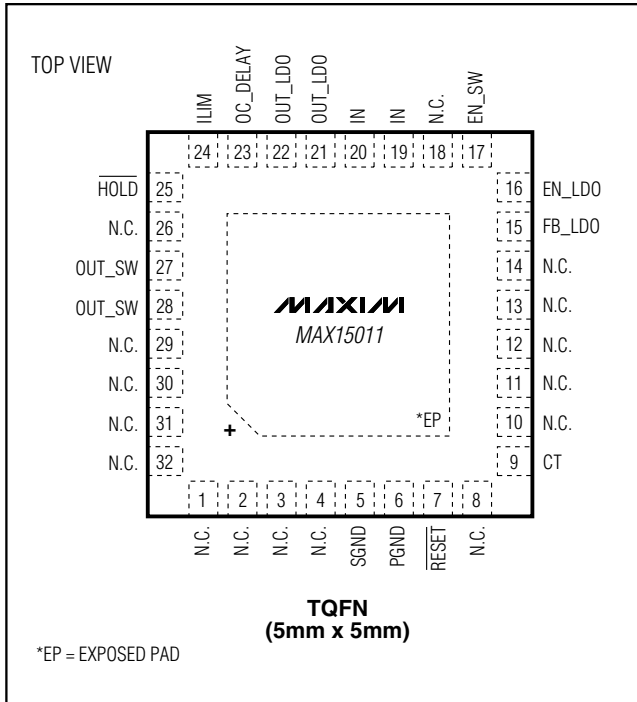 TOP VIEW
ILIM
OC_DELAY
OUT_LDO
OUT_LDO
IN
IN
N.C.
EN_SW
24 23 22 21 20 19 18 17
HOLD 25
N.C. 26
OUT_SW 27
OUT_SW 28
N.C. 29
N.C. 30
N.C. 31
N.C. 32
16 EN_LDO
15 FB_LDO
14 N.C.
13 N.C.
12 N.C.
11 N.C.
10 N.C.
9 CT
MAXIM
MAX15011
*EP
+
1 2 3 4 5 6 7 8
N.C.
N.C.
N.C.
N.C.
SGND
PGND
RESET
N.C.
TQFN
(5mm x 5mm)
*EP = EXPOSED PAD